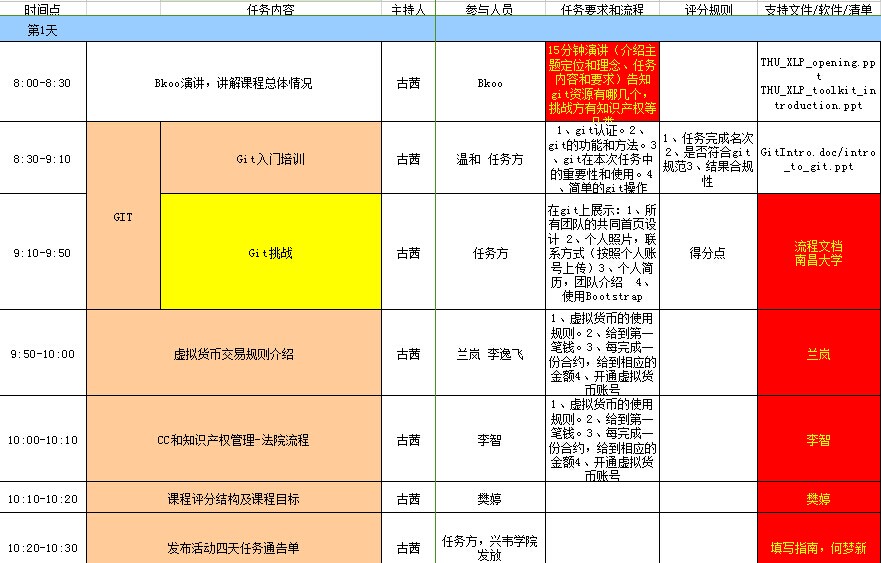 时间点 任务内容 主持人 参与人员 任务要求和流程 评分规则 支持文件/软件/清单
第1天
8:00-8:30
Bkoo演讲，讲解课程总体情况
古茜
Bkoo
15分钟演讲（介绍主
题定位和理念、任务
内容和要求）告知
git资源有哪几个，
挑战方有知识产权等
THU_XLP_opening.pp
t
THU_XLP_toolkit_in
troduction.ppt
GIT
8:30-9:10
Git入门培训
古茜
温和 任务方
1、git认证。2、
git的功能和方法。3
、git在本次任务中
的重要性和使用。4
、简单的git操作
1、任务完成名次
2、是否符合git
规范3、结果合规
性
GitIntro.doc/intro
_to_git.ppt
9:10-9:50
Git挑战
古茜
任务方
在git上展示：1、所
有团队的共同首页设
计 2、个人照片，联
系方式（按照个人账
号上传）3、个人简
历，团队介绍 4、
使用Bootstrap
得分点
流程文档
南昌大学
9:50-10:00
虚拟货币交易规则介绍
古茜
兰岚 李逸飞
1、虚拟货币的使用
规则。2、给到第一
笔钱。3、每完成一
份合约，给到相应的
金额4、开通虚拟货
币账号
兰岚
10:00-10:10
CC和知识产权管理-法院流程
古茜
李智
1、虚拟货币的使用
规则。2、给到第一
笔钱。3、每完成一
份合约，给到相应的
金额4、开通虚拟货
币账号
李智
10:10-10:20
课程评分结构及课程目标
古茜
樊婷
樊婷
10:20-10:30
发布活动四天任务通告单
古茜
任务方，兴韦学院
发放
填写指南，何梦新